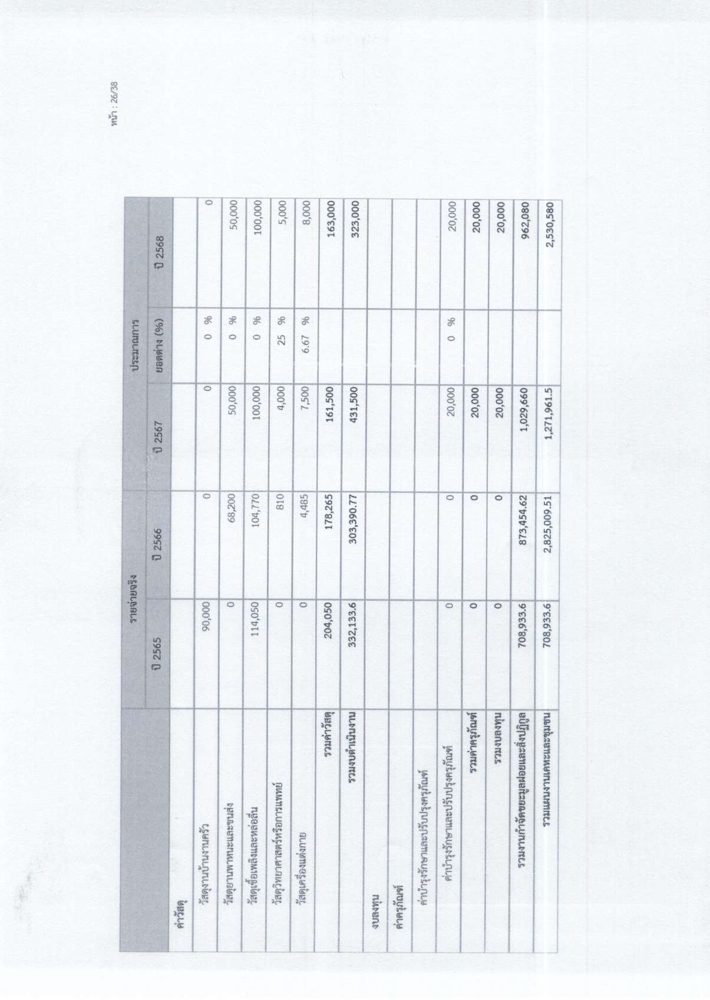 หน้า : 26/38
รายจ่ายจริง ประมาณการ
ปี 2565 ปี 2566 ปี 2567 ยอดต่าง (%) ปี 2568
ค่าวัสดุ
วัสดุงานบ้านงานครัว 90,000 0 0 0 % 0
วัสดุยานพาหนะและขนส่ง 0 68,200 50,000 0 % 50,000
วัสดุเชื้อเพลิงและหล่อลื่น 114,050 104,770 100,000 0 % 100,000
วัสดุวิทยาศาสตร์หรือการแพทย์ 0 810 4,000 25 % 5,000
วัสดุเครื่องแต่งกาย 0 4,485 7,500 6.67 % 8,000
รวมค่าวัสดุ 204,050 178,265 161,500 163,000
รวมงบดำเนินงาน 332,133.6 303,390.77 431,500 323,000
งบลงทุน
ค่าครุภัณฑ์
ค่าบำรุงรักษาและปรับปรุงครุภัณฑ์
ค่าบำรุงรักษาและปรับปรุงครุภัณฑ์ 0 0 20,000 0 % 20,000
รวมค่าครุภัณฑ์ 0 0 20,000 20,000
รวมงบลงทุน 0 0 20,000 20,000
รวมงานกำจัดขยะมูลฝอยและสิ่งปฏิกูล 708,933.6 873,454.62 1,029,660 962,080
รวมแผนงานเคหะและชุมชน 708,933.6 2,825,009.51 1,271,961.5 2,530,580